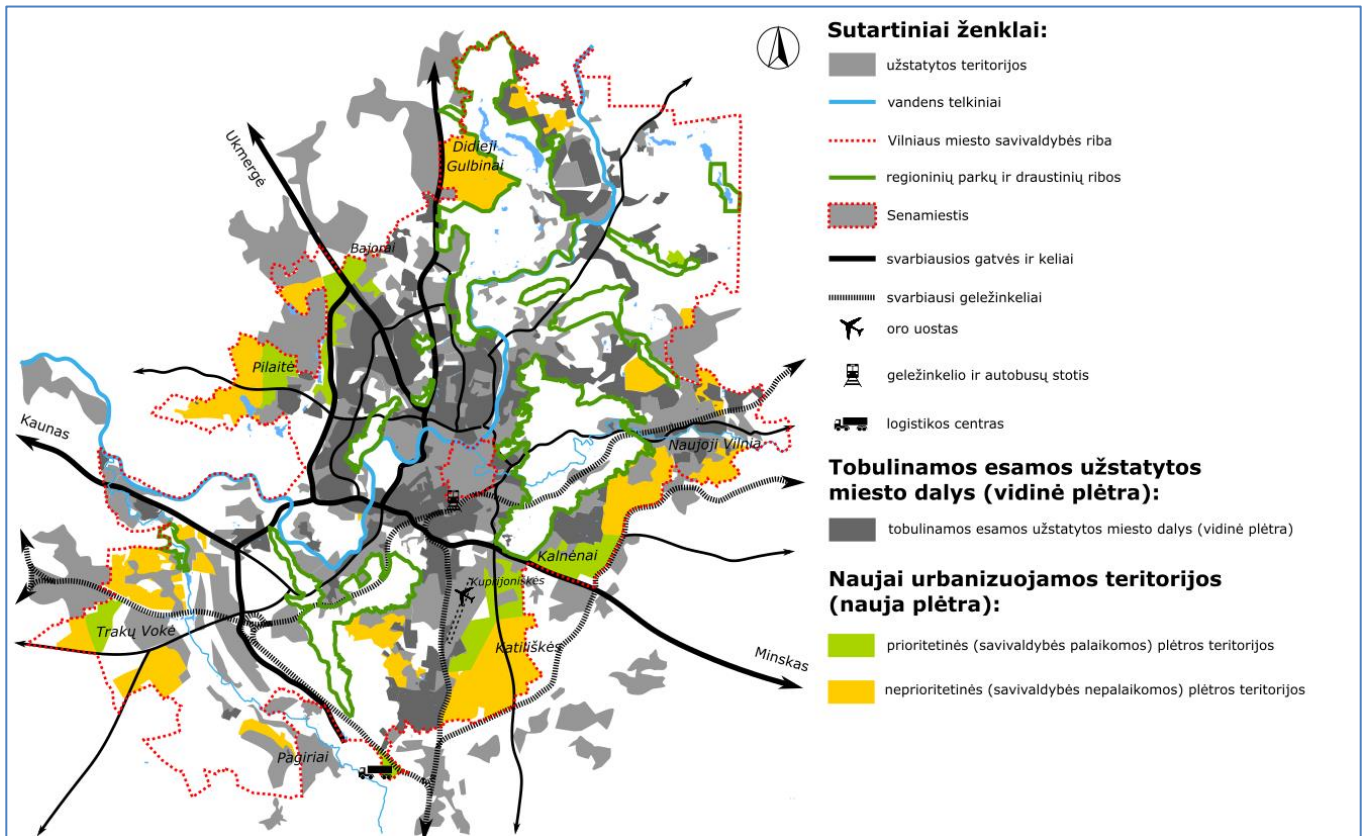 Sutartiniai ženklai:
užstatytos teritorijos
vandens telkiniai
Vilniaus miesto savivaldybės riba
regioninių parkų ir draustinių ribos
Senamiestis
svarbiausios gatvės ir keliai
svarbiausi geležinkeliai
oro uostas
geležinkelio ir autobusų stotis
logistikos centras
Tobulinamos esamos užstatytos
miesto dalys (vidinė plėtra):
tobulinamos esamos užstatytos miesto dalys (vidinė plėtra)
Naujai urbanizuojamos teritorijos
(nauja plėtra):
prioritetinės (savivaldybės palaikomos) plėtros teritorijos
neprioritetinės (savivaldybės nepalaikomos) plėtros teritorijos
Ukmergė
Didieji
Gulbinai
Bajorai
Pilaitė
Kaunas
Naujoji Vilnia
Kalnėnai
Kuprijoniškės
Trakų Vokė
Katiliškės
Minskas
Pagiriai